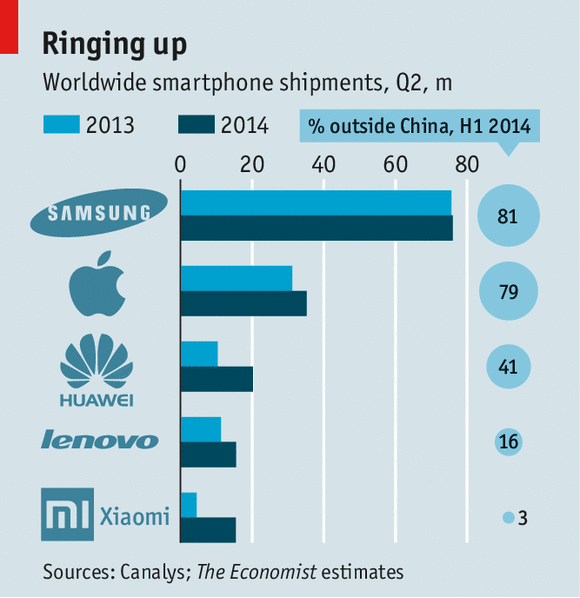 Ringing up
Worldwide smartphone shipments, Q2, m
2013 2014 % outside China, H1 2014
0 20 40 60 80
SAMSUNG 81
79
HUAWEI 41
lenovo 16
mi Xiaomi 3
Sources: Canalys; The Economist estimates